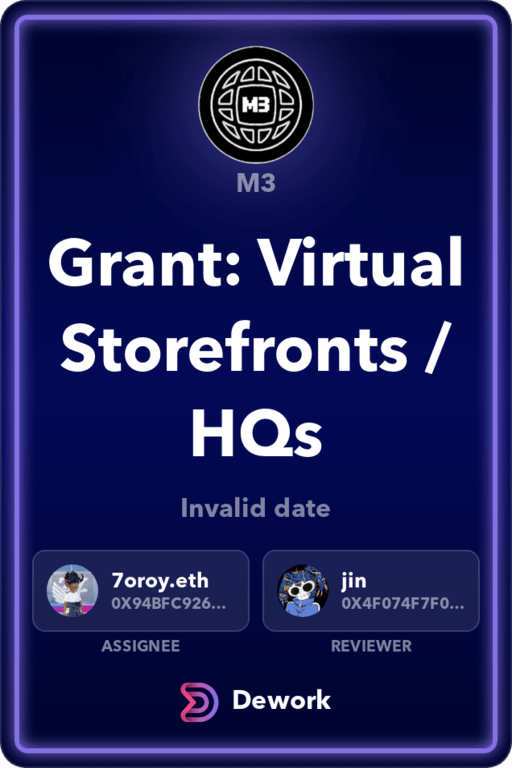 M3
M3
Grant: Virtual
Storefronts /
HQs
Invalid date
7oroy.eth
0X94BFC926...
ASSIGNEE
jin
0X4F074F7F0...
REVIEWER
Dework